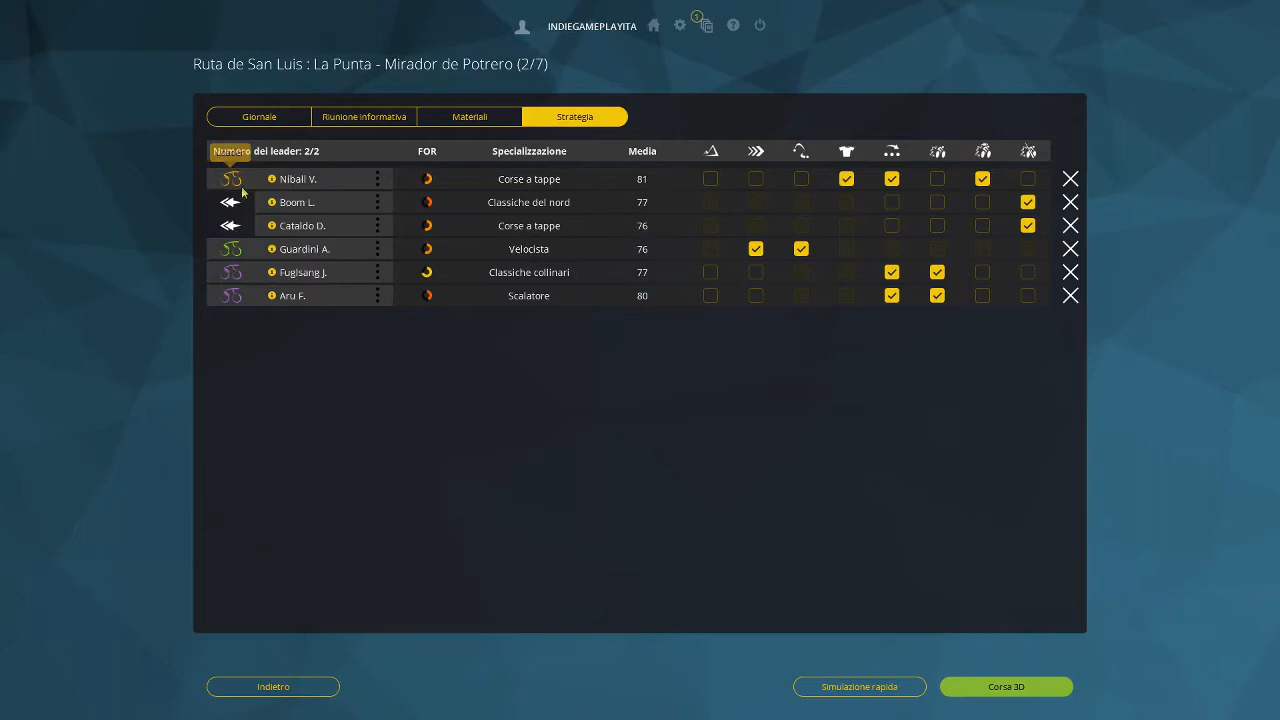 1
INDIEGAMEPLAYITA
Ruta de San Luis : La Punta - Mirador de Potrero (2/7)
Giornale Riunione informativa Materiali Strategia
Numero dei leader: 2/2 FOR Specializzazione Media
Nibali V. Corse a tappe 81
Boom L. Classiche del nord 77
Cataldo D. Corse a tappe 76
Guardini A. Velocista 76
Fuglsang J. Classiche collinari 77
Aru F. Scalatore 80
Indietro Simulazione rapida Corsa 3D